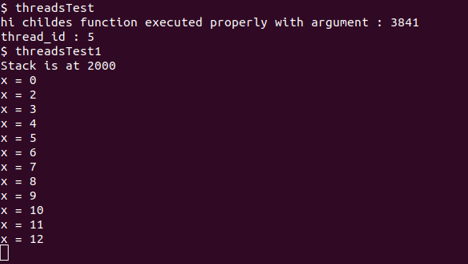 $ threadsTest
hi childes function executed properly with argument : 3841
thread_id : 5
$ threadsTest1
Stack is at 2000
x = 0
x = 2
x = 3
x = 4
x = 5
x = 6
x = 7
x = 8
x = 9
x = 10
x = 11
x = 12